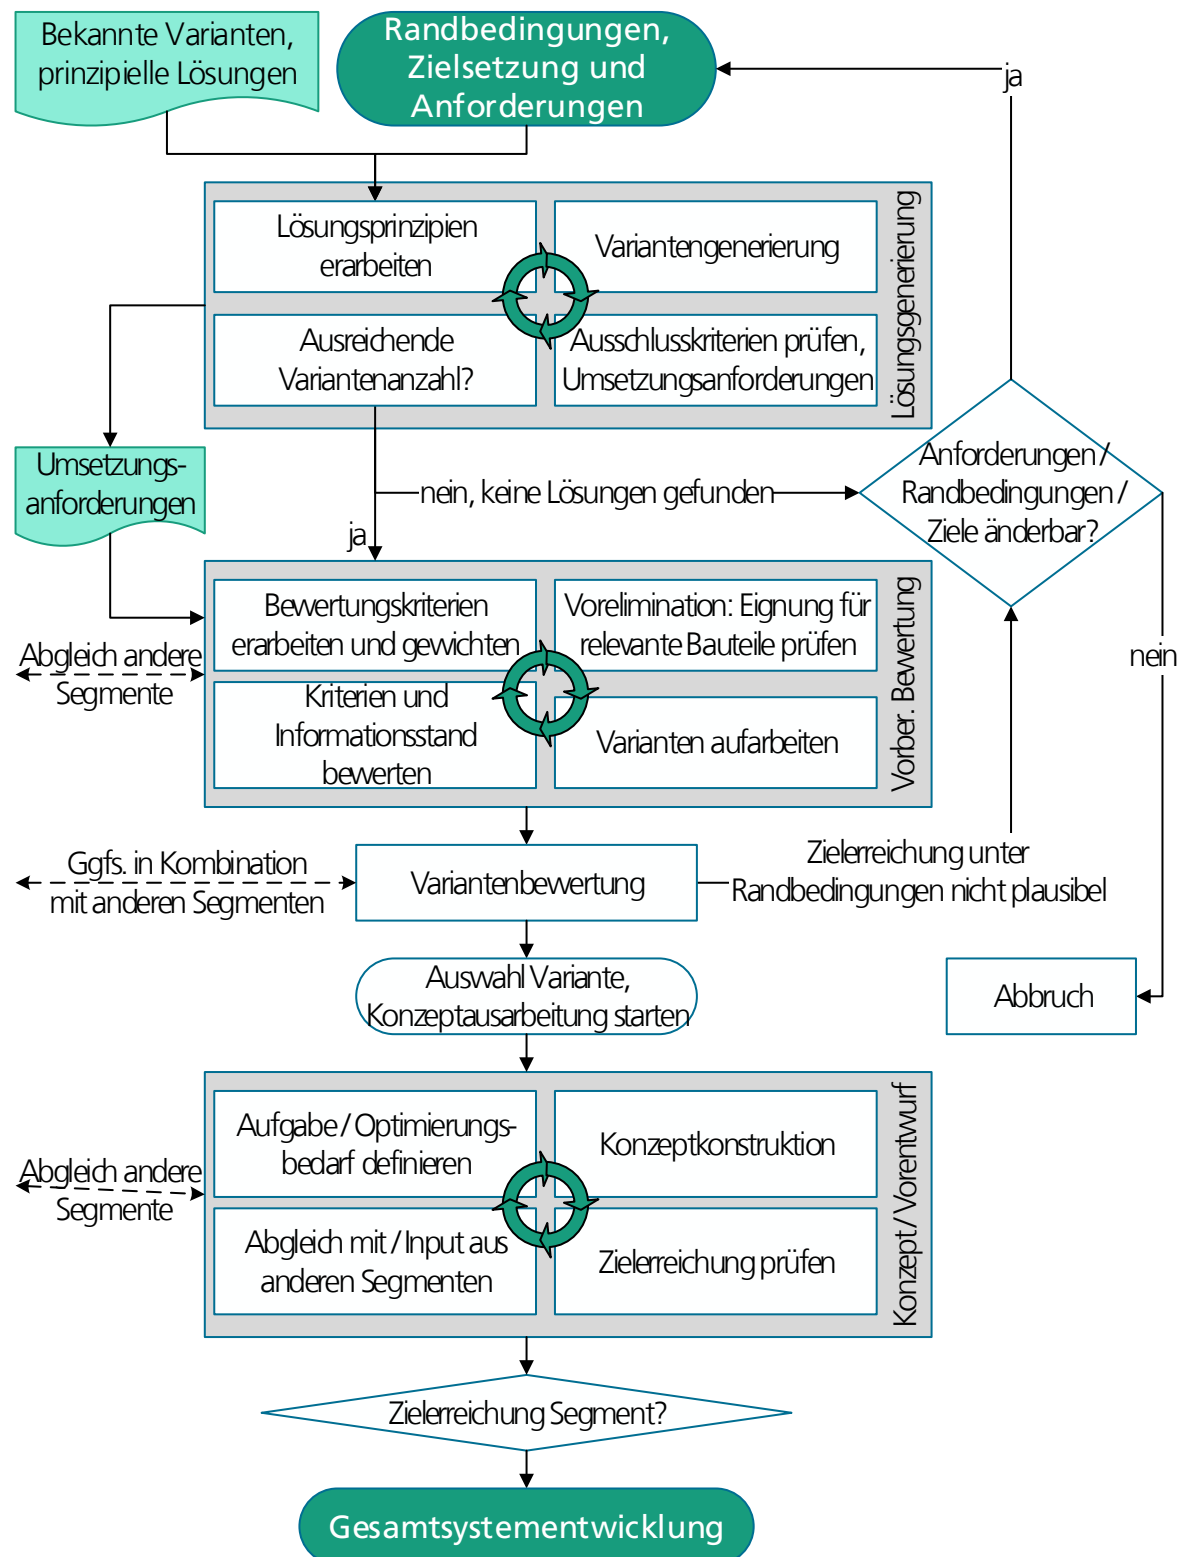 Bekannte Varianten,
prinzipielle Lösungen
Randbedingungen,
Zielsetzung und
Anforderungen
ja
Lösungsprinzipien
erarbeiten
Variantengenerierung
Ausreichende
Variantenanzahl?
Ausschlusskriterien prüfen,
Umsetzungsanforderungen
Lösungsgenerierung
Umsetzungs-
anforderungen
nein, keine Lösungen gefunden
Anforderungen /
Randbedingungen /
Ziele änderbar?
ja
nein
Bewertungskriterien
erarbeiten und gewichten
Vorelimination: Eignung für
relevante Bauteile prüfen
Kriterien und
Informationsstand
bewerten
Varianten aufarbeiten
Vorber. Bewertung
Abgleich andere
Segmente
Ggfs. in Kombination
mit anderen Segmenten
Variantenbewertung
Zielerreichung unter
Randbedingungen nicht plausibel
Auswahl Variante,
Konzeptausarbeitung starten
Abbruch
Aufgabe / Optimierungs-
bedarf definieren
Konzeptkonstruktion
Abgleich mit / Input aus
anderen Segmenten
Zielerreichung prüfen
Konzept / Vorentwurf
Abgleich andere
Segmente
Zielerreichung Segment?
Gesamtsystementwicklung